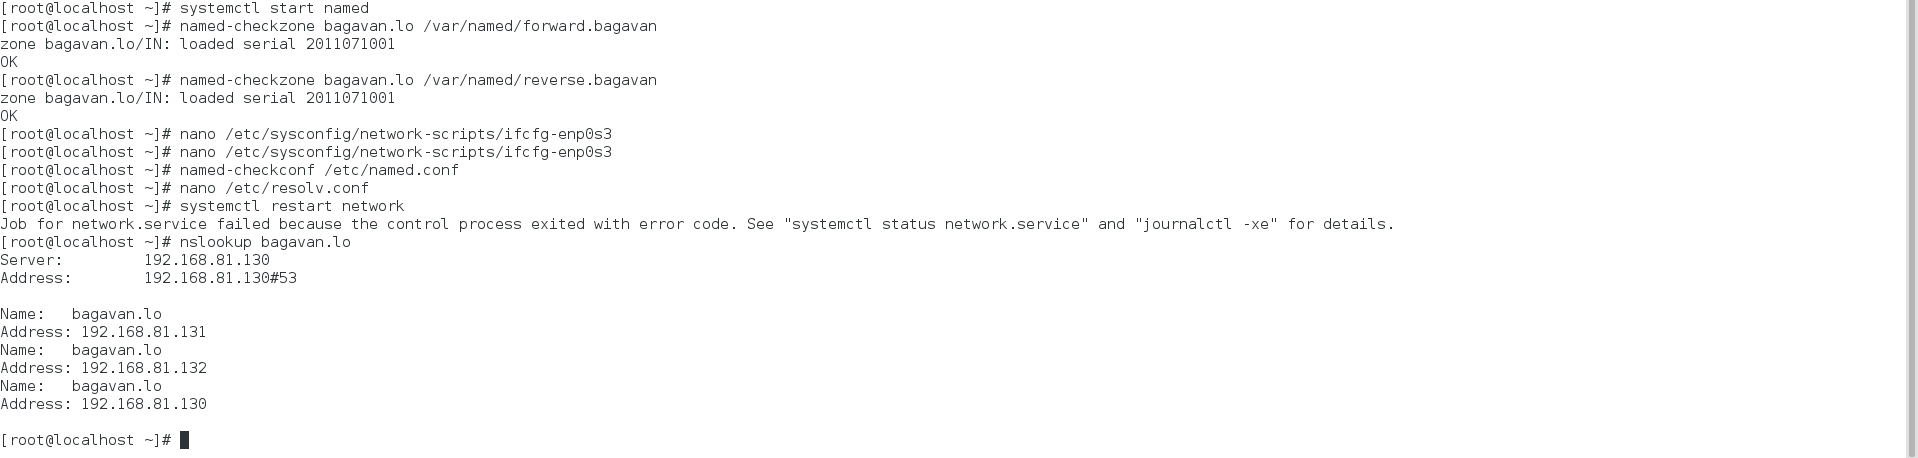 [root@localhost ~]# systemctl start named
[root@localhost ~]# named-checkzone bagavan.lo /var/named/forward.bagavan
zone bagavan.lo/IN: loaded serial 2011071001
OK
[root@localhost ~]# named-checkzone bagavan.lo /var/named/reverse.bagavan
zone bagavan.lo/IN: loaded serial 2011071001
OK
[root@localhost ~]# nano /etc/sysconfig/network-scripts/ifcfg-enp0s3
[root@localhost ~]# nano /etc/sysconfig/network-scripts/ifcfg-enp0s3
[root@localhost ~]# named-checkconf /etc/named.conf
[root@localhost ~]# nano /etc/resolv.conf
[root@localhost ~]# systemctl restart network
Job for network.service failed because the control process exited with error code. See "systemctl status network.service" and "journalctl -xe" for details.
[root@localhost ~]# nslookup bagavan.lo
Server:         192.168.81.130
Address:        192.168.81.130#53

Name:   bagavan.lo
Address: 192.168.81.131
Name:   bagavan.lo
Address: 192.168.81.132
Name:   bagavan.lo
Address: 192.168.81.130

[root@localhost ~]#